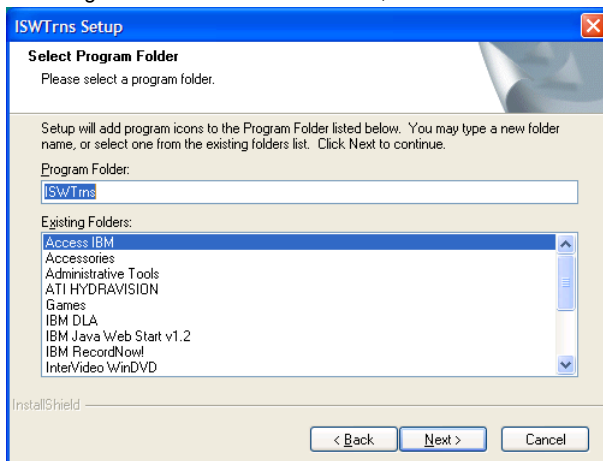 ISWTrns Setup
Select Program Folder
Please select a program folder.
Setup will add program icons to the Program Folder listed below. You may type a new folder
name, or select one from the existing folders list. Click Next to continue.
Program Folder:
ISWTrns
Existing Folders:
Access IBM
Accessories
Administrative Tools
ATI HYDRAVISION
Games
IBM DLA
IBM Java Web Start v1.2
IBM RecordNow!
InterVideo WinDVD
InstallShield
< Back
Next >
Cancel